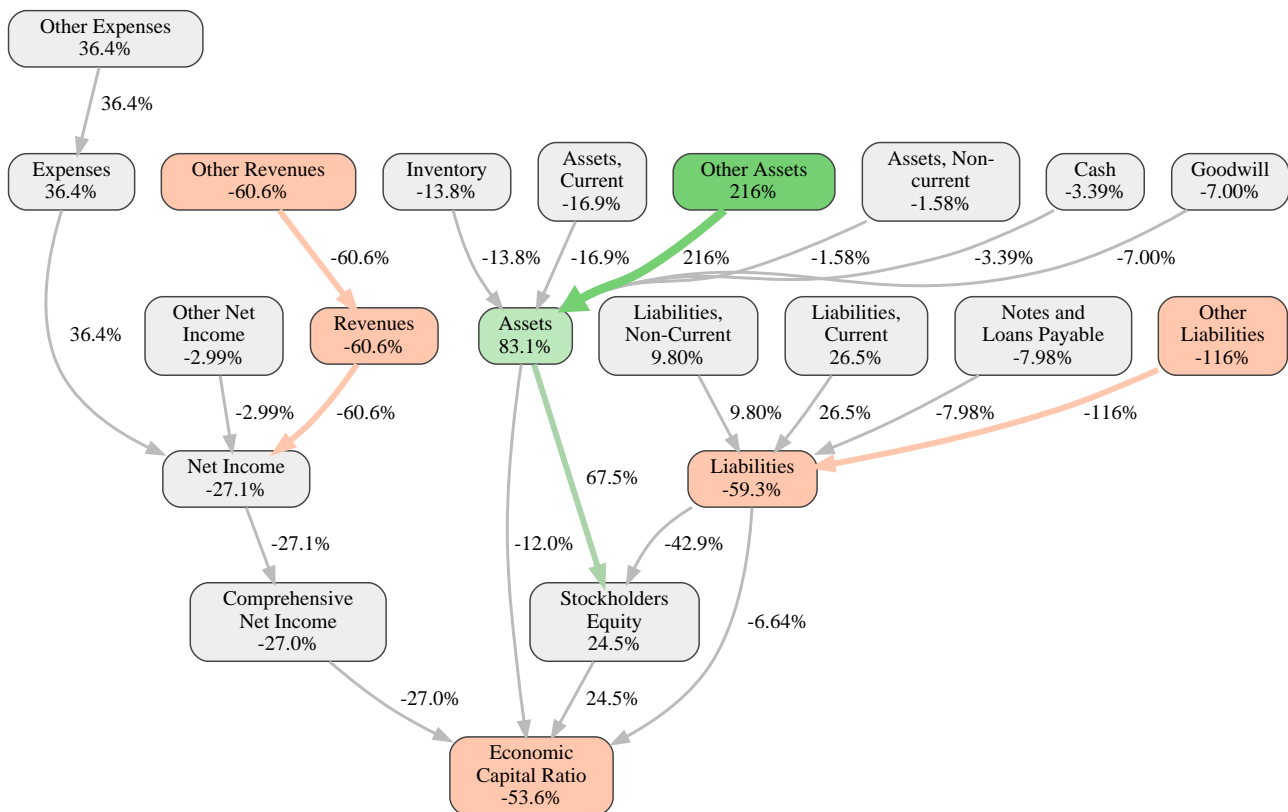 Other Expenses
36.4%
36.4%
Expenses
36.4%
Other Revenues
-60.6%
Inventory
-13.8%
Assets,
Current
-16.9%
Other Assets
216%
Assets, Non-
current
-1.58%
Cash
-3.39%
Goodwill
-7.00%
-60.6%
-13.8%
-16.9%
216%
-1.58%
-3.39%
-7.00%
36.4%
Other Net
Income
-2.99%
Revenues
-60.6%
Assets
83.1%
Liabilities,
Non-Current
9.80%
Liabilities,
Current
26.5%
Notes and
Loans Payable
-7.98%
Other
Liabilities
-116%
-2.99%
-60.6%
9.80%
26.5%
-7.98%
-116%
Net Income
-27.1%
67.5%
Liabilities
-59.3%
-27.1%
-12.0%
-42.9%
Comprehensive
Net Income
-27.0%
Stockholders
Equity
24.5%
-6.64%
-27.0%
24.5%
Economic
Capital Ratio
-53.6%